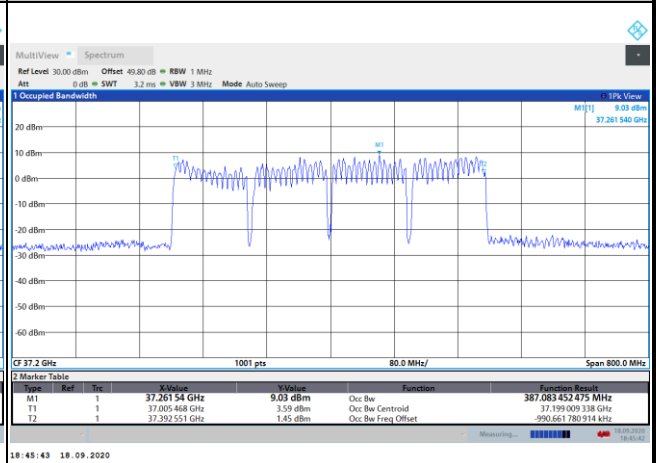 MultiView Spectrum
Ref Level 30.00 dBm Offset 49.80 dB RBW 1 MHz
Att 0 dB SWT 3.2 ms VBW 3 MHz Mode Auto Sweep
1 Occupied Bandwidth 1Pk View
M1[1] 9.03 dBm
37.261 540 GHz
20 dBm
M1
10 dBm
T1
T2
0 dBm
-10 dBm
-20 dBm
-30 dBm
-40 dBm
-50 dBm
-60 dBm
CF 37.2 GHz 1001 pts 80.0 MHz/ Span 800.0 MHz
2 Marker Table
Type Ref Trc X-Value Y-Value Function Function Result
M1 1 37.261 54 GHz 9.03 dBm Occ Bw 387.083 452 475 MHz
T1 1 37.005 468 GHz 3.59 dBm Occ Bw Centroid 37.199 009 338 GHz
T2 1 37.392 551 GHz 1.45 dBm Occ Bw Freq Offset -990.661 780 914 kHz
Measuring... 18.09.2020
18:45:42
18:45:43 18.09.2020